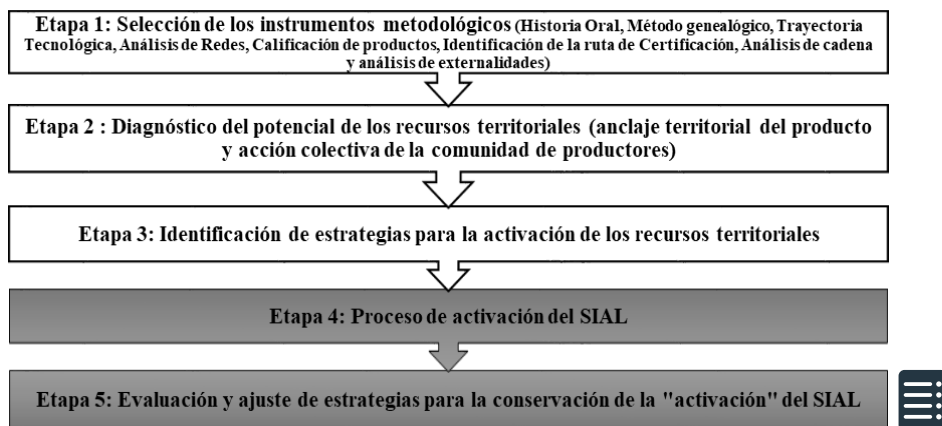 Etapa 1: Selección de los instrumentos metodológicos (Historia Oral, Método genealógico, Trayectoria
Tecnológica, Análisis de Redes, Calificación de productos, Identificación de la ruta de Certificación, Análisis de cadena
y análisis de externalidades)
Etapa 2 : Diagnóstico del potencial de los recursos territoriales (anclaje territorial del producto
y acción colectiva de la comunidad de productores)
Etapa 3: Identificación de estrategias para la activación de los recursos territoriales
Etapa 4: Proceso de activación del SIAL
Etapa 5: Evaluación y ajuste de estrategias para la conservación de la "activación" del SIAL